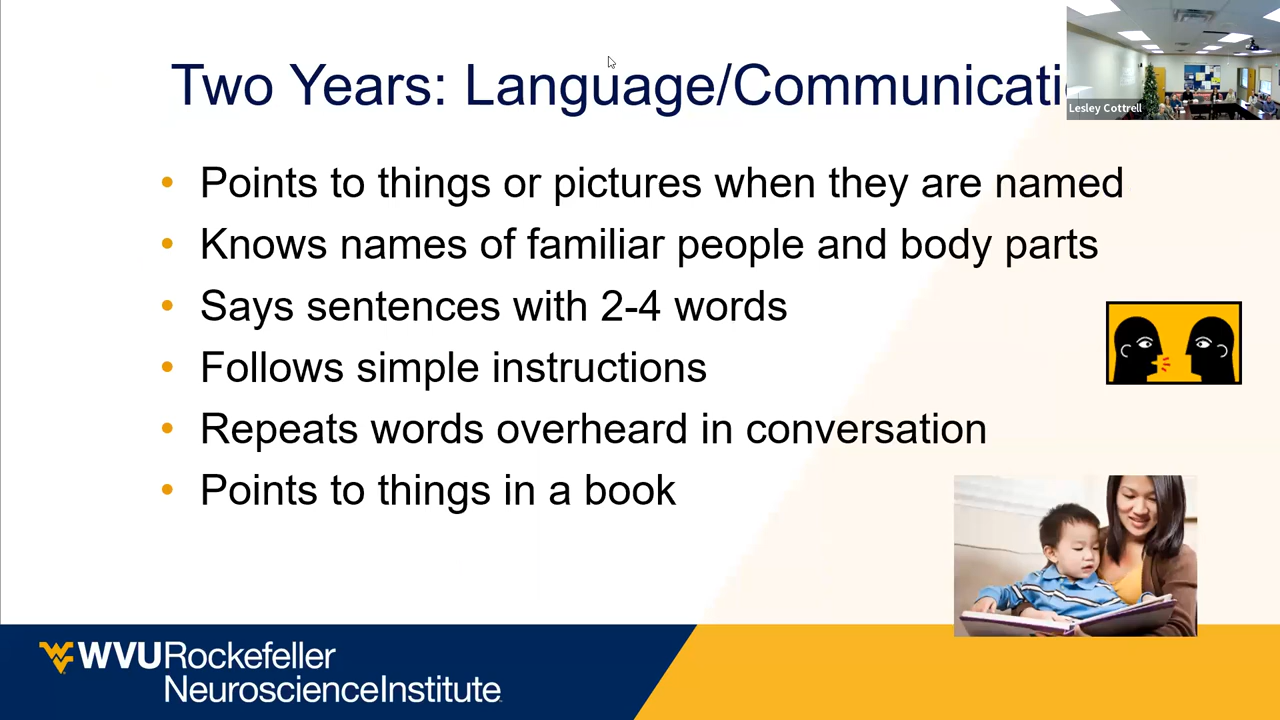 Two Years: Language/Communicati
Lesley Cottrell
• Points to things or pictures when they are named
• Knows names of familiar people and body parts
• Says sentences with 2-4 words
• Follows simple instructions
• Repeats words overheard in conversation
• Points to things in a book
WVU Rockefeller
NeuroscienceInstitute